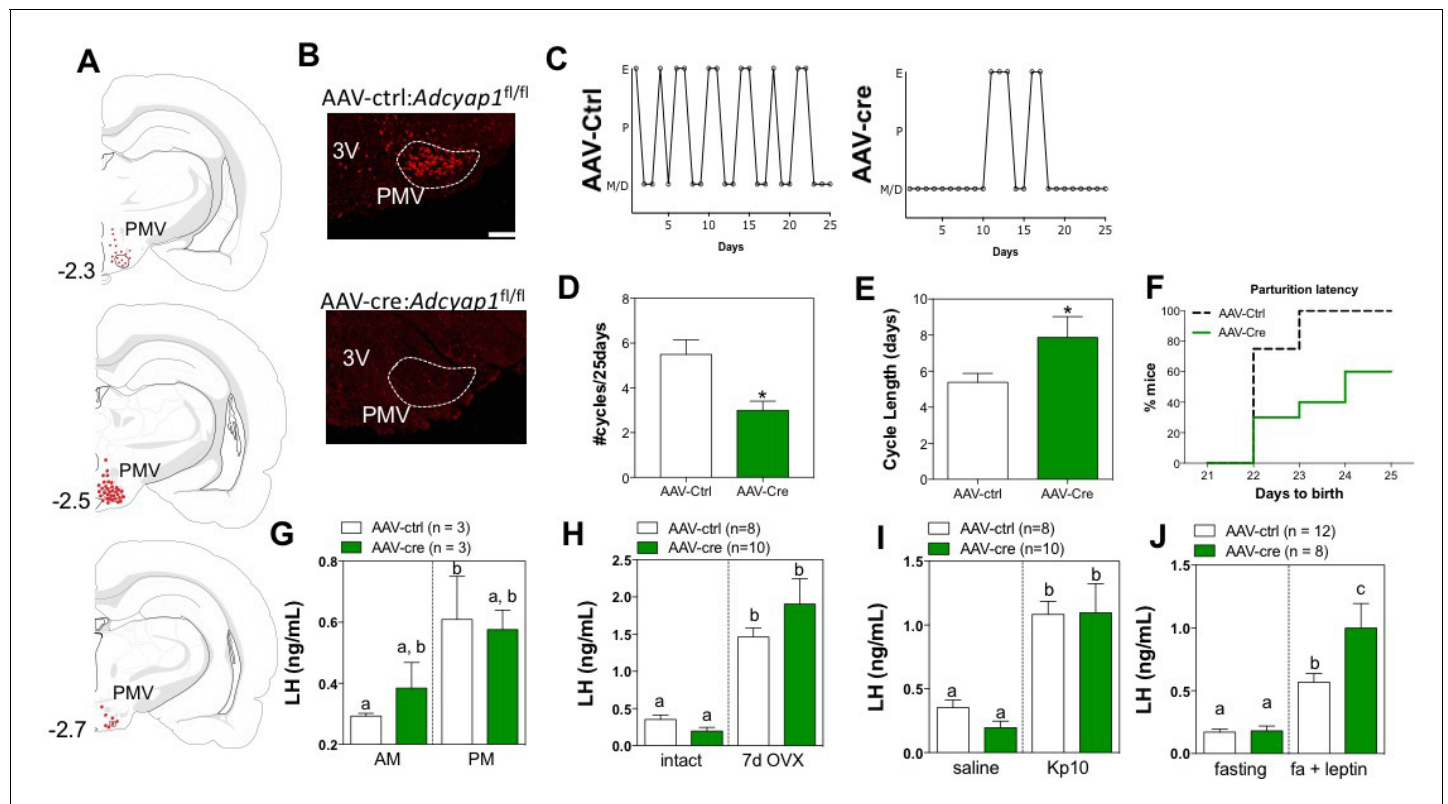 A
PMV
-2.3
PMV
-2.5
PMV
-2.7
B
AAV-ctrl:Adcyap1fl/fl
3V
PMV
AAV-cre:Adcyap1fl/fl
3V
PMV
C
AAV-Ctrl
E
P
M/D
5 10 15 20 25
Days
AAV-cre
E
P
M/D
5 10 15 20 25
Days
D
#cycles/25days
8
6
4
2
0
*
AAV-Ctrl AAV-Cre
E
Cycle Length (days)
10
8
6
4
2
0
*
AAV-ctrl AAV-Cre
F
Parturition latency
AAV-Ctrl
AAV-Cre
% mice
100
80
60
40
20
0
21 22 23 24 25
Days to birth
G
AAV-ctrl (n = 3)
AAV-cre (n = 3)
LH (ng/mL)
0.8
0.6
0.4
0.2
a a, b b a, b
AM PM
H
AAV-ctrl (n=8)
AAV-cre (n=10)
LH (ng/mL)
2.5
2.0
1.5
1.0
0.5
0.0
a a b b
intact 7d OVX
I
AAV-ctrl (n=8)
AAV-cre (n=10)
LH (ng/mL)
1.5
1.0
0.5
0.0
a a b b
saline Kp10
J
AAV-ctrl (n = 12)
AAV-cre (n = 8)
LH (ng/mL)
1.5
1.0
0.5
0.0
a a b c
fasting fa + leptin